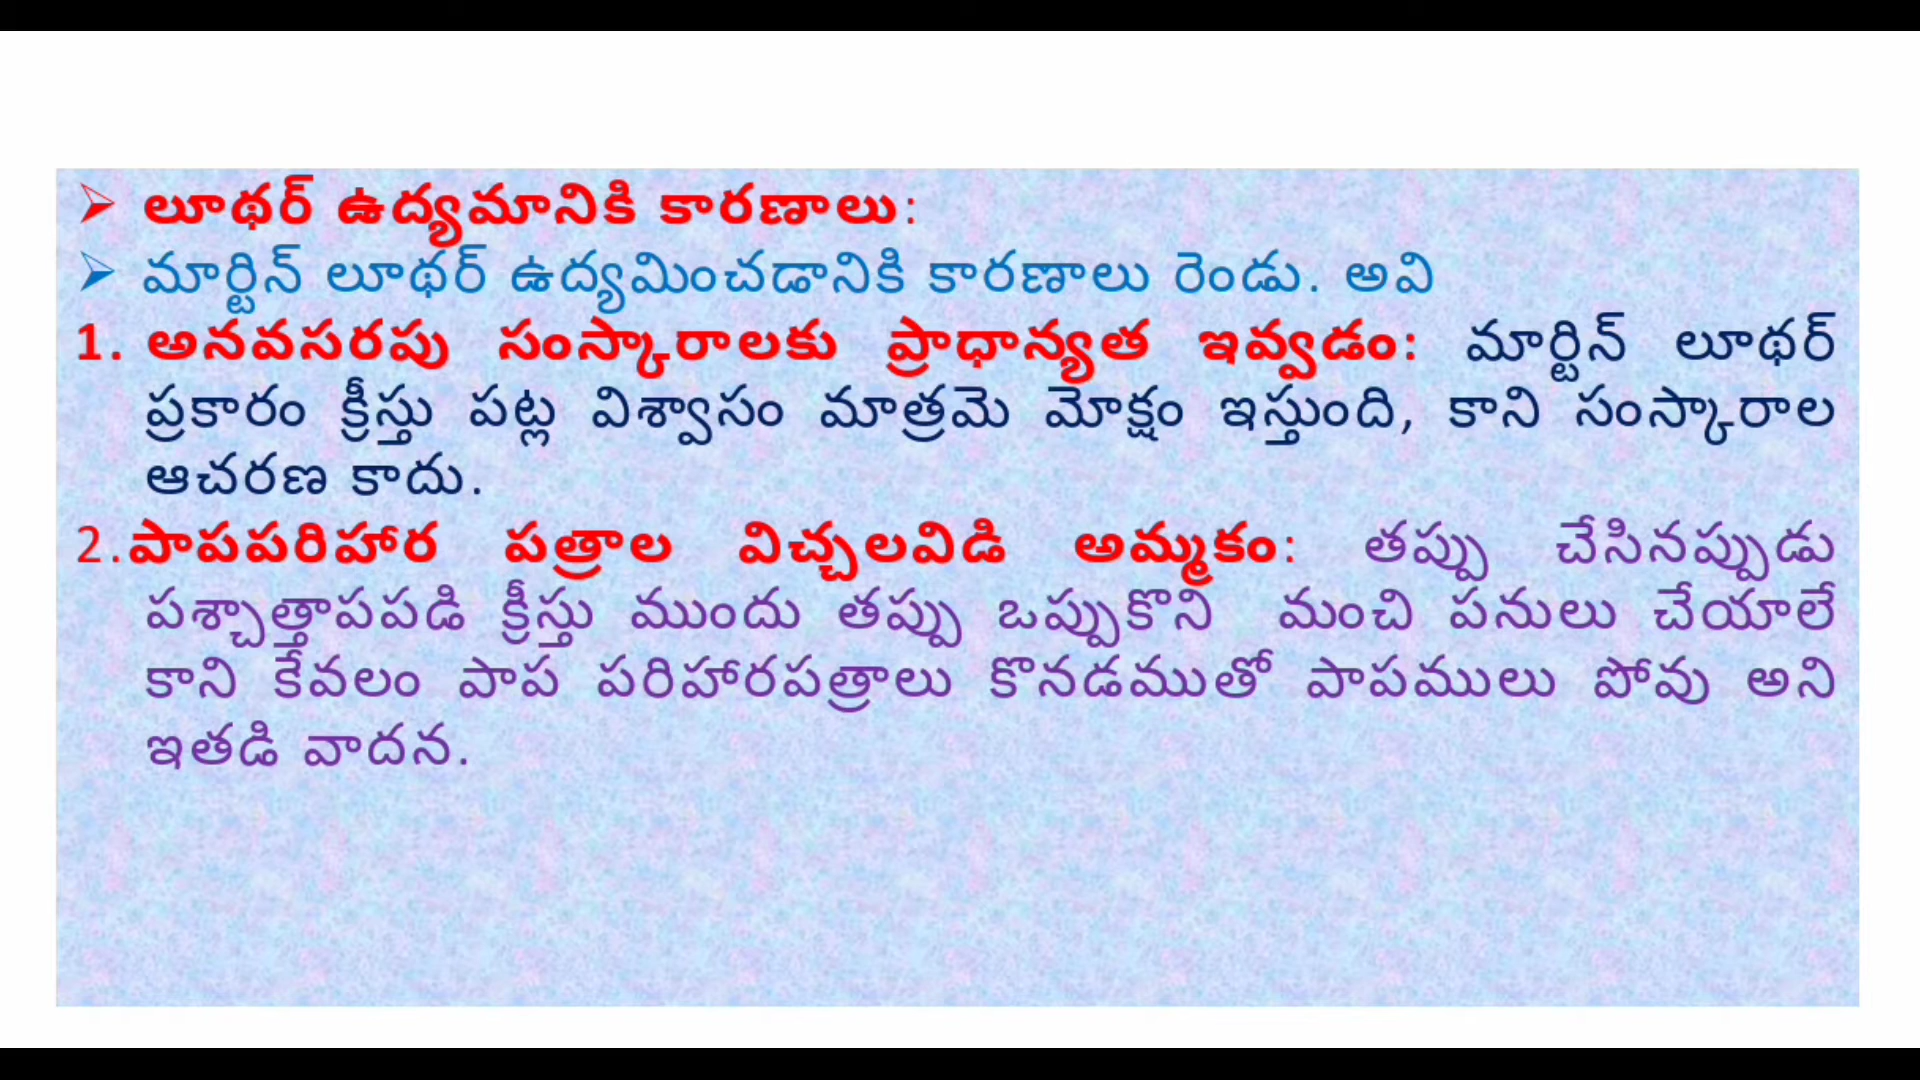 ➢ లూథర్ ఉద్యమానికి కారణాలు:
➢ మార్టిన్ లూథర్ ఉద్యమించడానికి కారణాలు రెండు. అవి
1. అనవసరపు సంస్కారాలకు ప్రాధాన్యత ఇవ్వడం: మార్టిన్ లూథర్
ప్రకారం క్రీస్తు పట్ల విశ్వాసం మాత్రమె మోక్షం ఇస్తుంది, కాని సంస్కారాల
ఆచరణ కాదు.
2.పాపపరిహార పత్రాల విచ్చలవిడి అమ్మకం: తప్పు చేసినప్పుడు
పశ్చాత్తాపపడి క్రీస్తు ముందు తప్పు ఒప్పుకొని మంచి పనులు చేయాలే
కాని కేవలం పాప పరిహారపత్రాలు కొనడముతో పాపములు పోవు అని
ఇతడి వాదన.